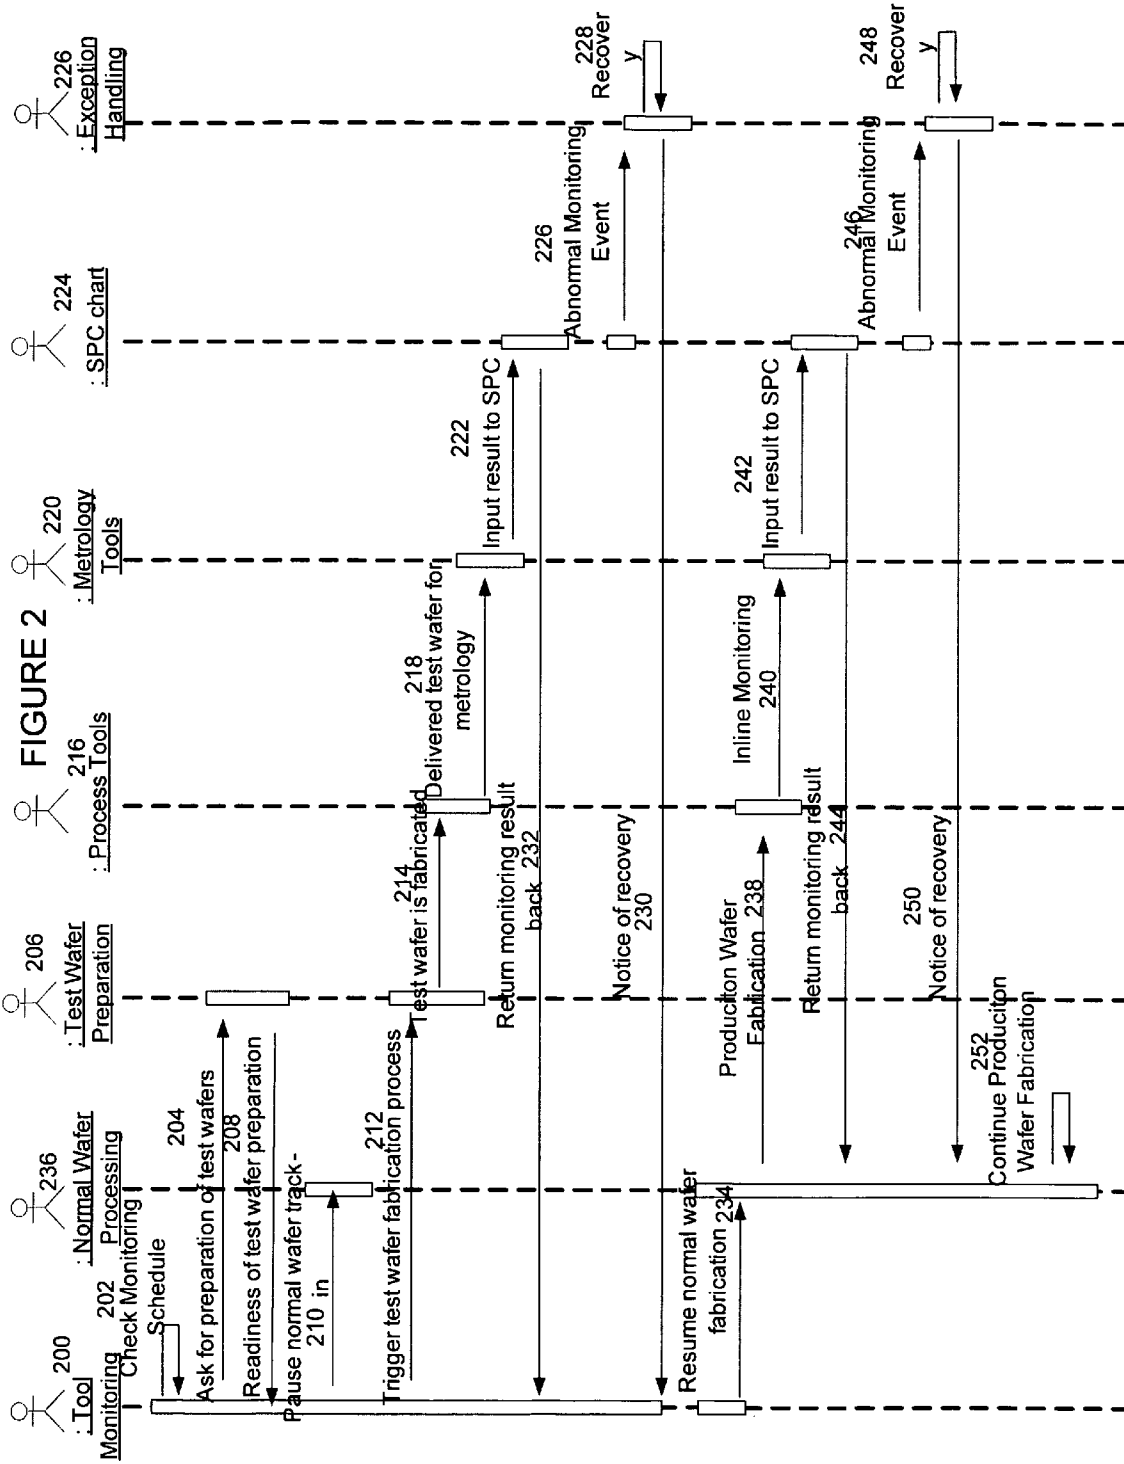 FIGURE 2
200
: Tool
Monitoring
236
: Normal Wafer
Processing
206
: Test Wafer
Preparation
216
: Process Tools
220
: Metrology
Tools
224
: SPC chart
226
: Exception
Handling
202
Check Monitoring
Schedule
204
Ask for preparation of test wafers
208
Readiness of test wafer preparation
Pause normal wafer track-
210 in
212
Trigger test wafer fabrication process
214
Test wafer is fabricated
218
Delivered test wafer for
metrology
222
Input result to SPC
Return monitoring result
back 232
226
Abnormal Monitoring
Event
228
Recover
y
Notice of recovery
230
Resume normal wafer
fabrication 234
Produciton Wafer
Fabrication 238
Inline Monitoring
240
242
Input result to SPC
Return monitoring result
back 244
246
Abnormal Monitoring
Event
248
Recover
y
250
Notice of recovery
252
Continue Produciton
Wafer Fabrication